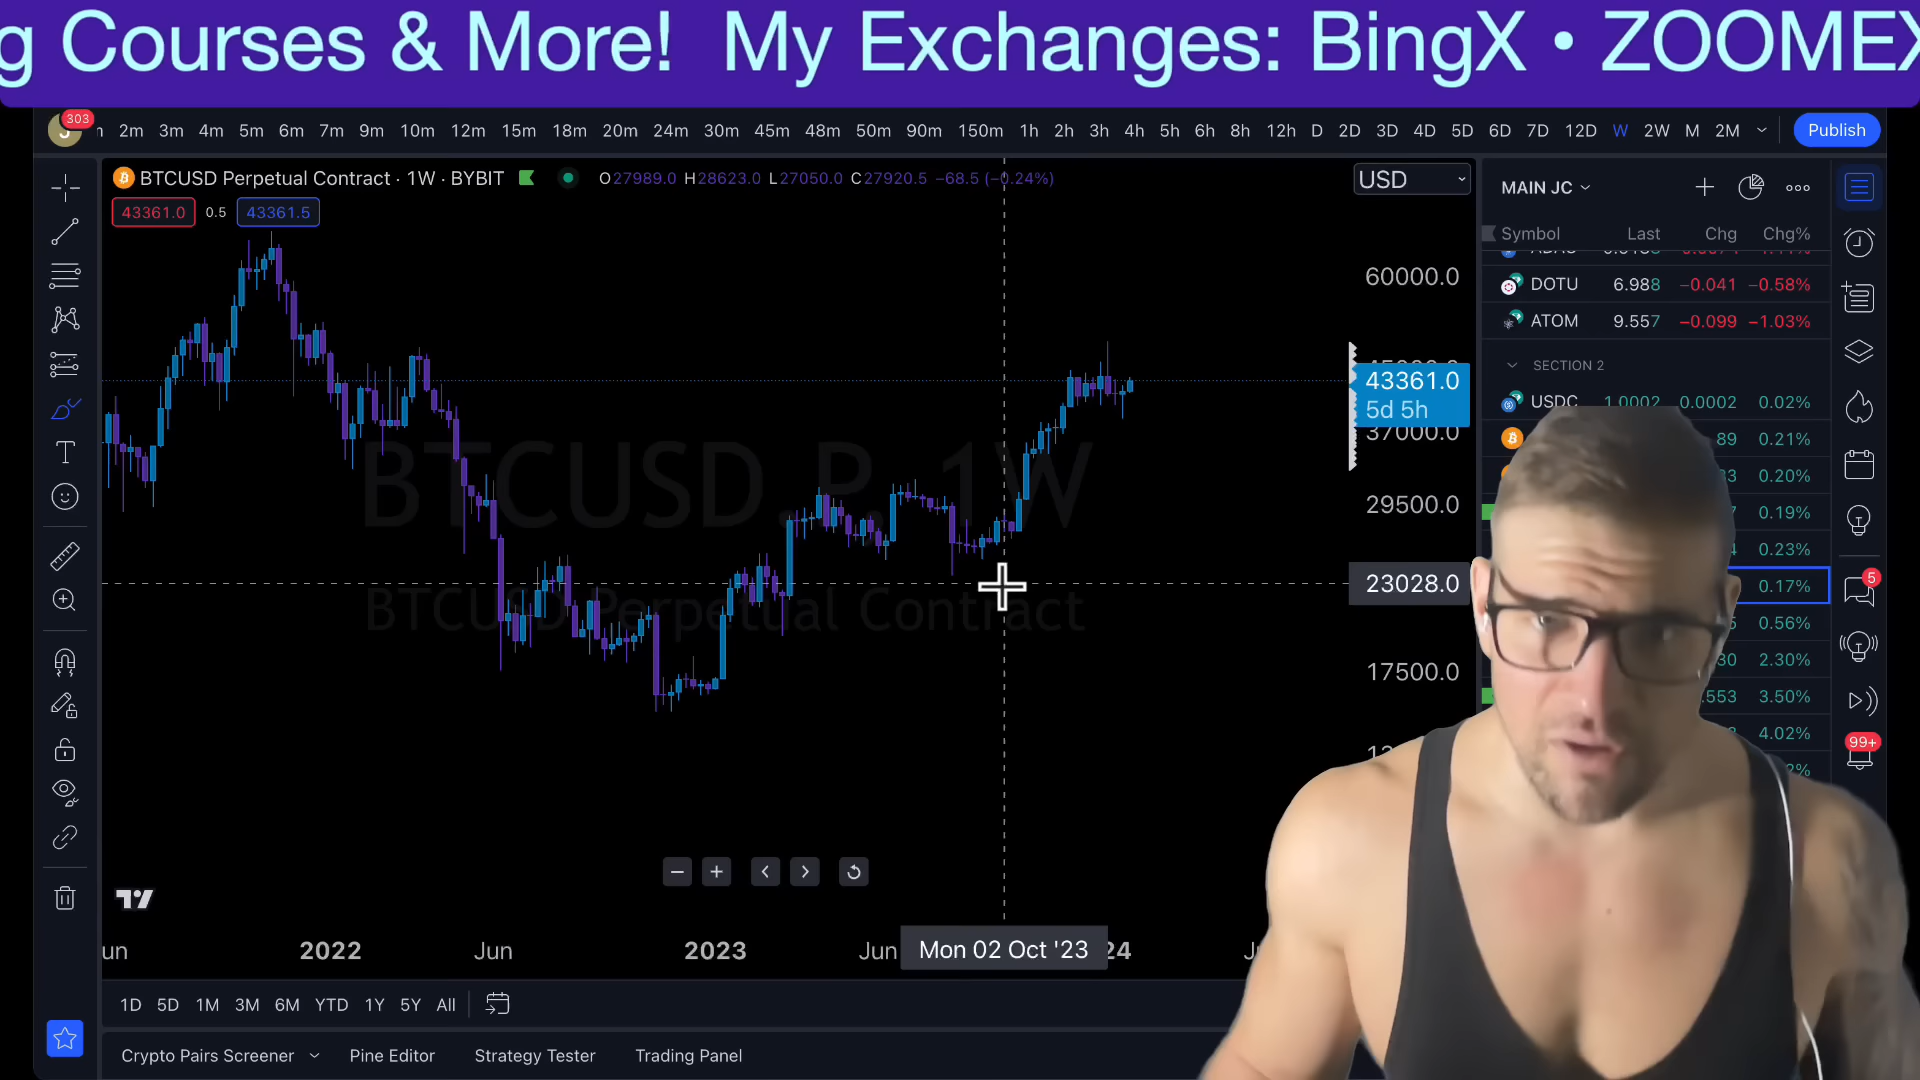 g Courses & More! My Exchanges: BingX • ZOOMEX
303
2m 3m 4m 5m 6m 7m 9m 10m 12m 15m 18m 20m 24m 30m 45m 48m 50m 90m 150m 1h 2h 3h 4h 5h 6h 8h 12h D 2D 3D 4D 5D 6D 7D 12D W 2W M 2M
Publish
BTCUSD Perpetual Contract · 1W · BYBIT O27989.0 H28623.0 L27050.0 C27920.5 −68.5 (−0.24%)
USD
43361.0 0.5 43361.5
60000.0
43361.0
5d 5h
37000.0
29500.0
23028.0
17500.0
BTCUSD.P, 1W
BTCUSD Perpetual Contract
2022 Jun 2023 Jun Mon 02 Oct '23 24
1D 5D 1M 3M 6M YTD 1Y 5Y All
Crypto Pairs Screener Pine Editor Strategy Tester Trading Panel
MAIN JC
Symbol Last Chg Chg%
DOTU 6.988 −0.041 −0.58%
ATOM 9.557 −0.099 −1.03%
SECTION 2
USDC 1.0002 0.0002 0.02%
89 0.21%
0.20%
0.19%
0.23%
0.17%
0.56%
30 2.30%
.553 3.50%
4.02%
5
99+